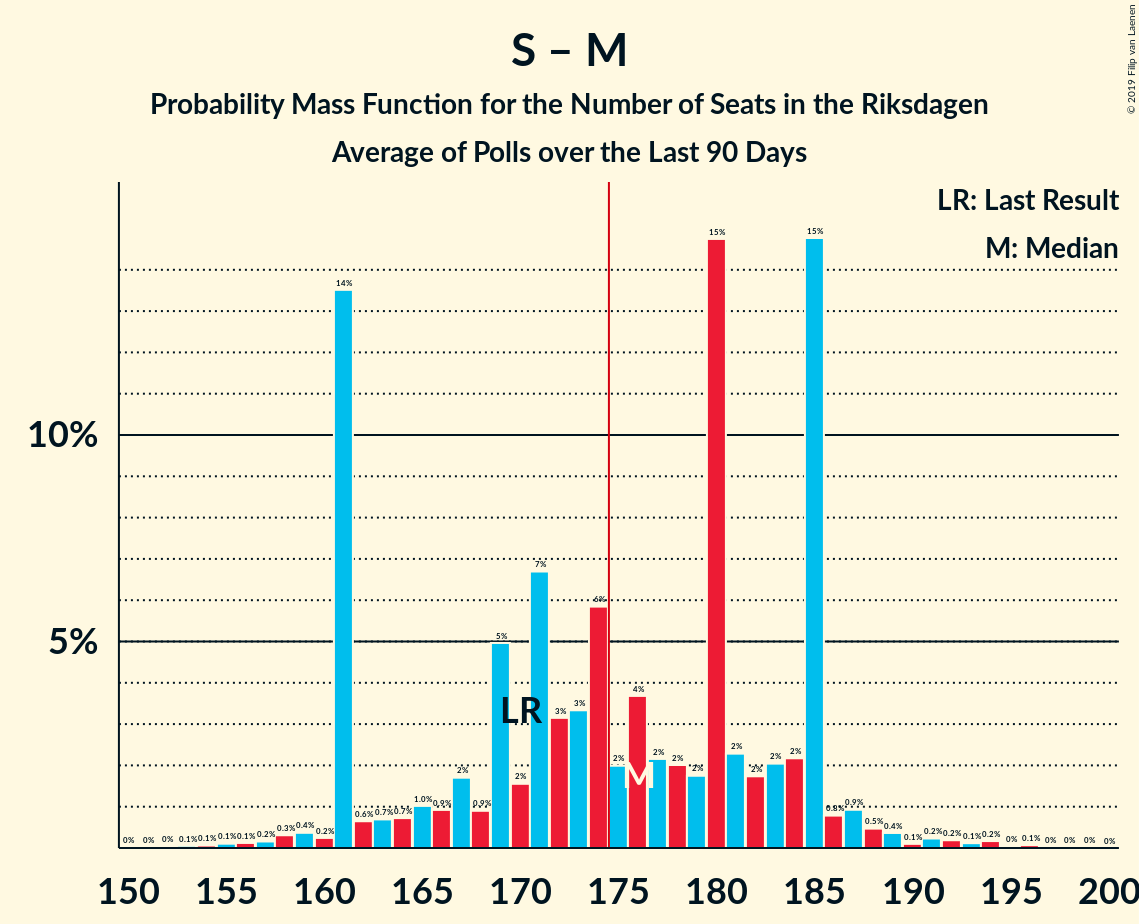 S – M
Probability Mass Function for the Number of Seats in the Riksdagen
Average of Polls over the Last 90 Days
© 2019 Filip van Laenen
LR: Last Result
M: Median
10%
5%
0% 0% 0% 0.1% 0.1% 0.1% 0.1% 0.2% 0.3% 0.4% 0.2% 14% 0.6% 0.7% 0.7% 1.0% 0.9% 2% 0.9% 5% 2% 7% 3% 3% 6% 2% 4% 2% 2% 2% 15% 2% 2% 2% 2% 15% 0.8% 0.9% 0.5% 0.4% 0.1% 0.2% 0.2% 0.1% 0.2% 0% 0.1% 0% 0% 0% 0%
LR
M
150 155 160 165 170 175 180 185 190 195 200